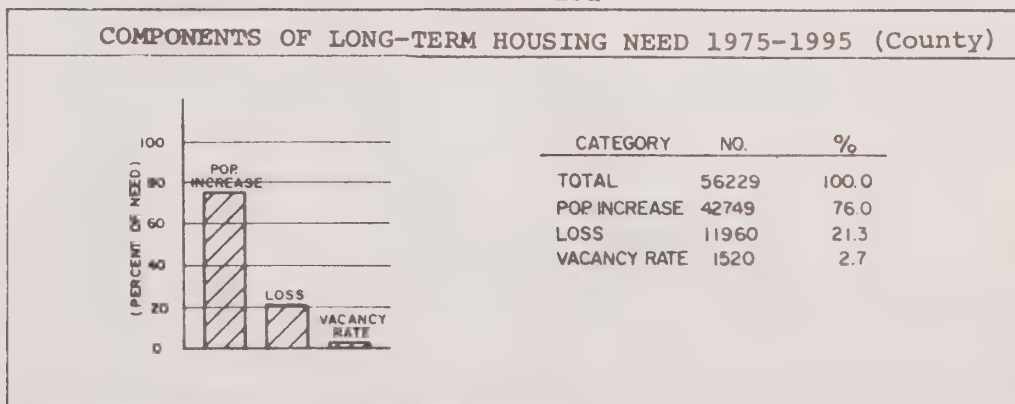 COMPONENTS OF LONG-TERM HOUSING NEED 1975-1995 (County)
(PERCENT OF NEED)
100
80
60
40
20
0
POP.
INCREASE
LOSS
VACANCY
RATE
CATEGORY NO. %
TOTAL 56229 100.0
POP. INCREASE 42749 76.0
LOSS 11960 21.3
VACANCY RATE 1520 2.7